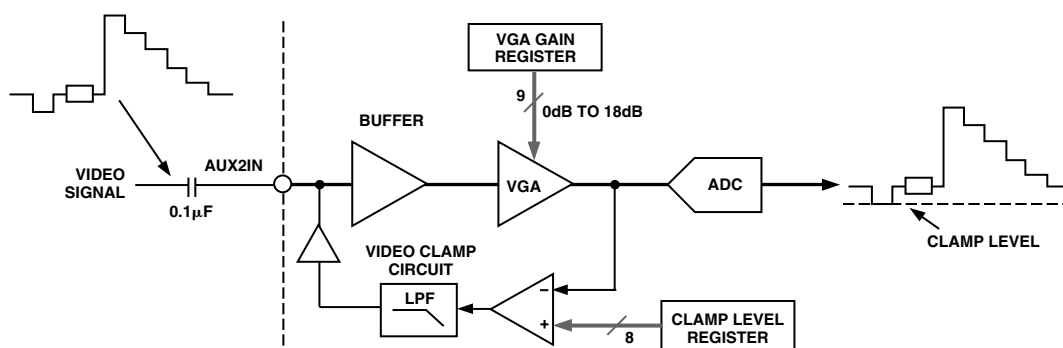 VGA GAIN
REGISTER
9
0dB TO 18dB
BUFFER
AUX2IN
VIDEO
SIGNAL
0.1μF
VGA
ADC
CLAMP LEVEL
VIDEO CLAMP
CIRCUIT
LPF
–
+
8
CLAMP LEVEL
REGISTER